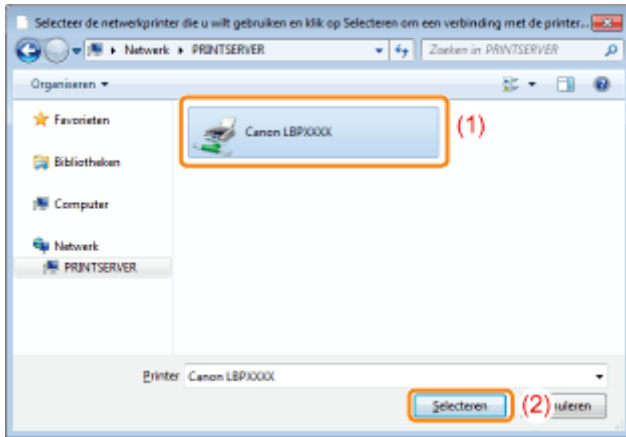 Selecteer de netwerkprinter die u wilt gebruiken en klik op Selecteren om een verbinding met de printer...
Netwerk ▸ PRINTSERVER
Zoeken in PRINTSERVER
Organiseren
Favorieten
Canon LBPXXXX
(1)
Bibliotheken
Computer
Netwerk
PRINTSERVER
Printer Canon LBPXXXX
Selecteren (2) uleren